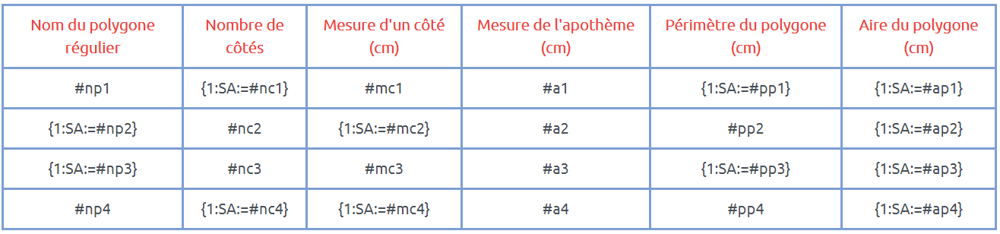 Nom du polygone régulier Nombre de côtés Mesure d'un côté (cm) Mesure de l'apothème (cm) Périmètre du polygone (cm) Aire du polygone (cm)
#np1 {1:SA:=#nc1} #mc1 #a1 {1:SA:=#pp1} {1:SA:=#ap1}
{1:SA:=#np2} #nc2 {1:SA:=#mc2} #a2 #pp2 {1:SA:=#ap2}
{1:SA:=#np3} #nc3 #mc3 #a3 {1:SA:=#pp3} {1:SA:=#ap3}
#np4 {1:SA:=#nc4} {1:SA:=#mc4} #a4 #pp4 {1:SA:=#ap4}